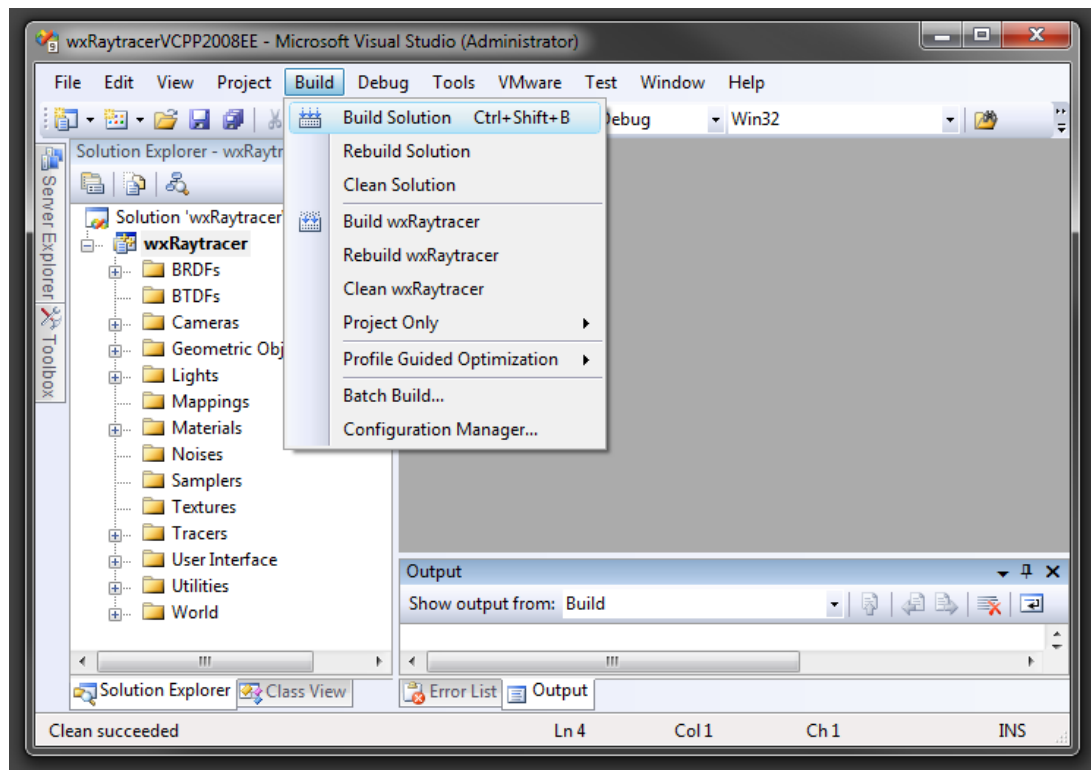 wxRaytracerVCPP2008EE - Microsoft Visual Studio (Administrator)
File Edit View Project Build Debug Tools VMware Test Window Help
Debug Win32
Build Solution Ctrl+Shift+B
Rebuild Solution
Clean Solution
Build wxRaytracer
Rebuild wxRaytracer
Clean wxRaytracer
Project Only
Profile Guided Optimization
Batch Build...
Configuration Manager...
Server Explorer
Toolbox
Solution Explorer - wxRaytr
Solution 'wxRaytracer'
wxRaytracer
BRDFs
BTDFs
Cameras
Geometric Obj
Lights
Mappings
Materials
Noises
Samplers
Textures
Tracers
User Interface
Utilities
World
Solution Explorer Class View
Output
Show output from: Build
Error List Output
Clean succeeded Ln 4 Col 1 Ch 1 INS